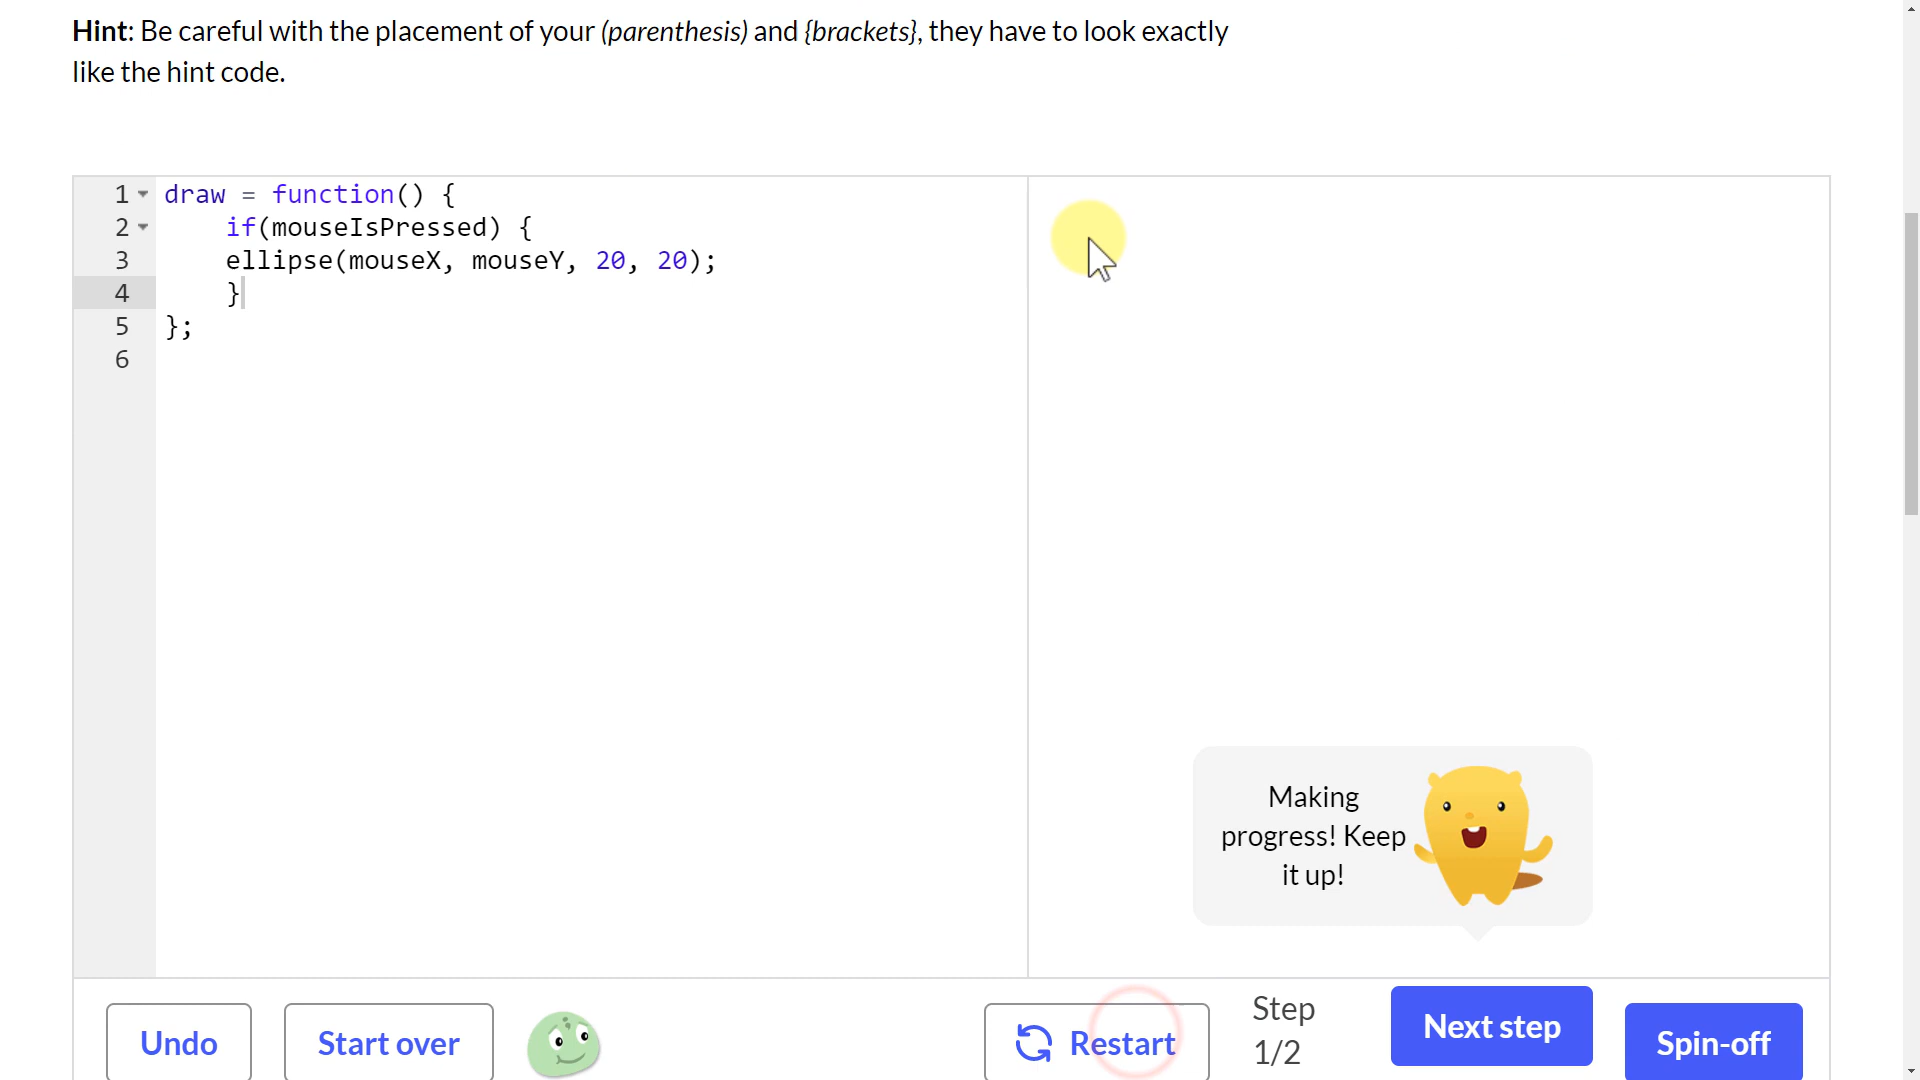 Hint: Be careful with the placement of your (parenthesis) and {brackets}, they have to look exactly
like the hint code.
1 draw = function() {
2 if(mouseIsPressed) {
3 ellipse(mouseX, mouseY, 20, 20);
4 }
5 };
6
Making
progress! Keep
it up!
Undo
Start over
Restart
Step
1/2
Next step
Spin-off